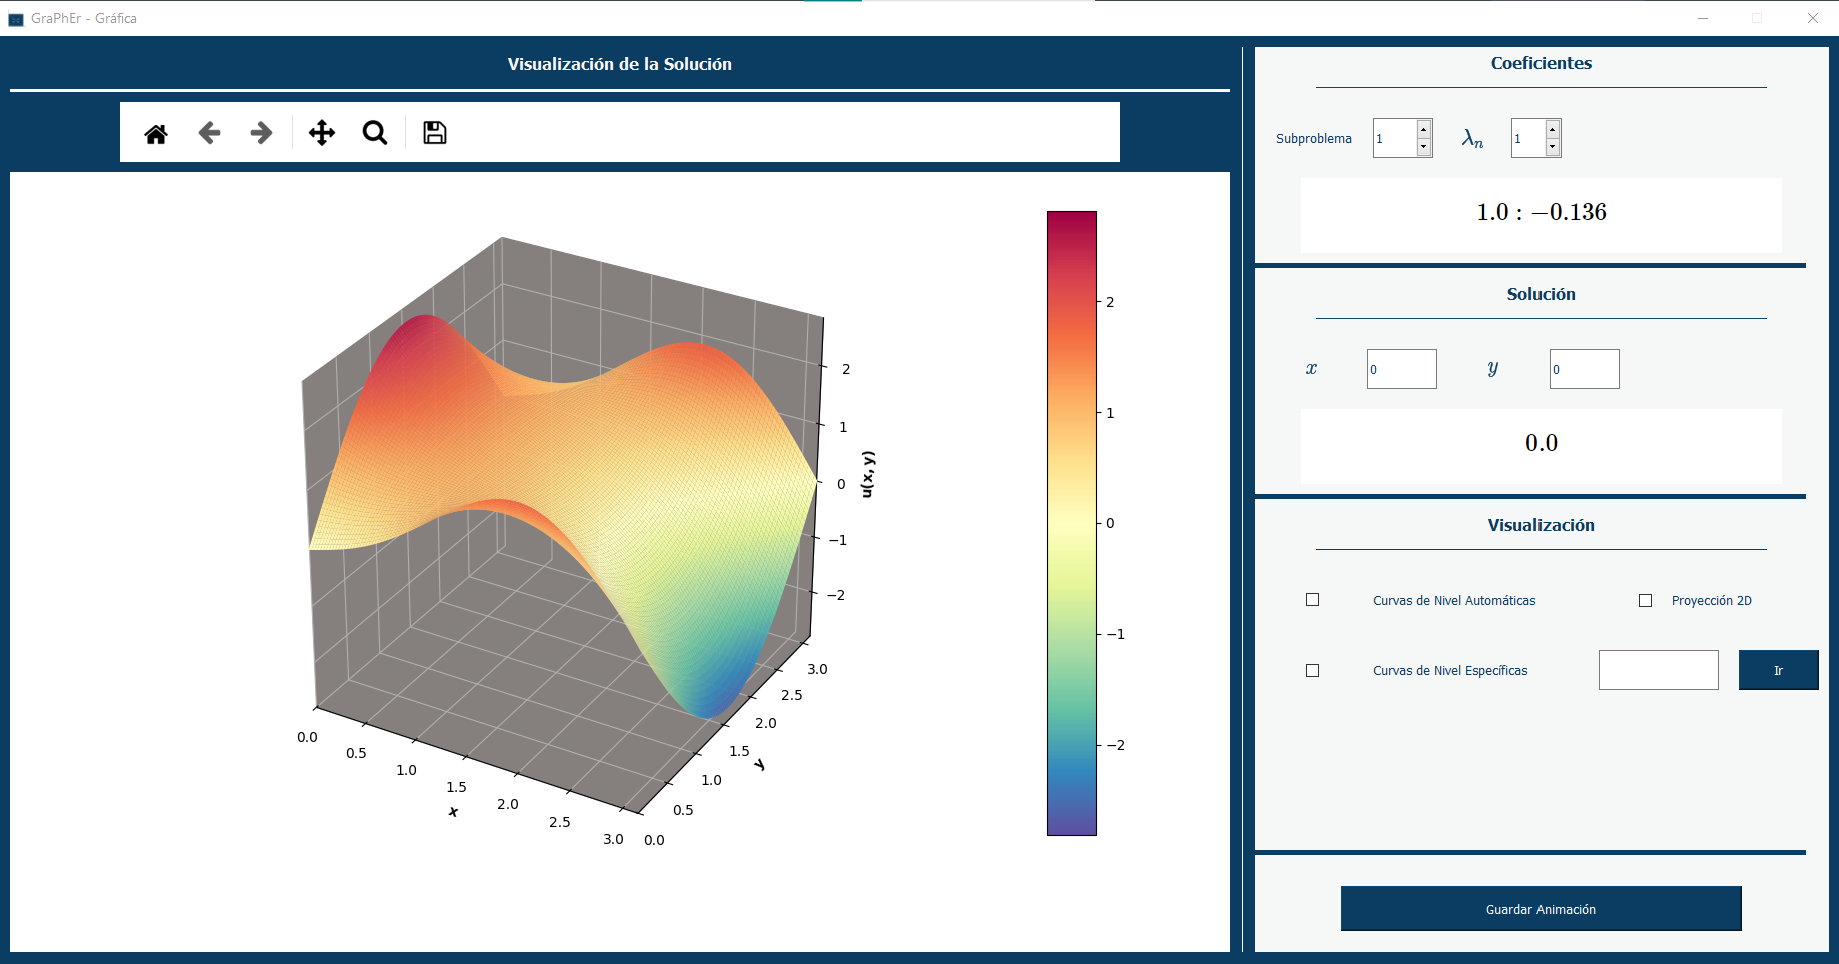 GraPhEr - Gráfica
Visualización de la Solución
2
1
0
−1
−2
u(x, y)
0.0
0.5
1.0
1.5
2.0
2.5
3.0
x
0.0
0.5
1.0
1.5
2.0
2.5
3.0
y
2
1
0
−1
−2
Coeficientes
Subproblema 1 λn 1
1.0 : −0.136
Solución
x 0 y 0
0.0
Visualización
Curvas de Nivel Automáticas Proyección 2D
Curvas de Nivel Específicas Ir
Guardar Animación